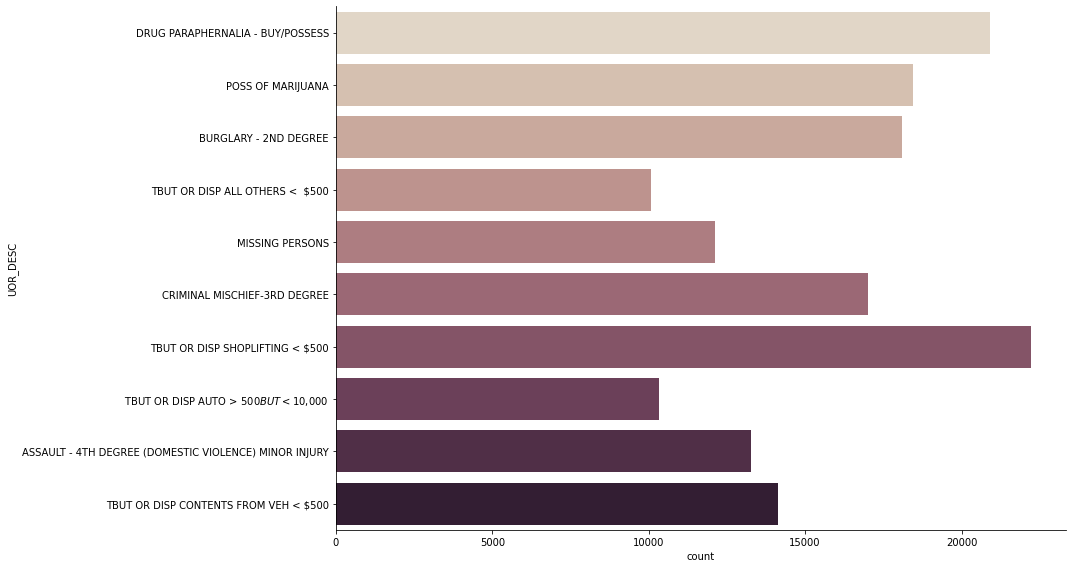 DRUG PARAPHERNALIA - BUY/POSSESS
POSS OF MARIJUANA
BURGLARY - 2ND DEGREE
TBUT OR DISP ALL OTHERS <  $500
MISSING PERSONS
CRIMINAL MISCHIEF-3RD DEGREE
TBUT OR DISP SHOPLIFTING < $500
TBUT OR DISP AUTO > 500BUT<10,000
ASSAULT - 4TH DEGREE (DOMESTIC VIOLENCE) MINOR INJURY
TBUT OR DISP CONTENTS FROM VEH < $500
UOR_DESC
0 5000 10000 15000 20000
count